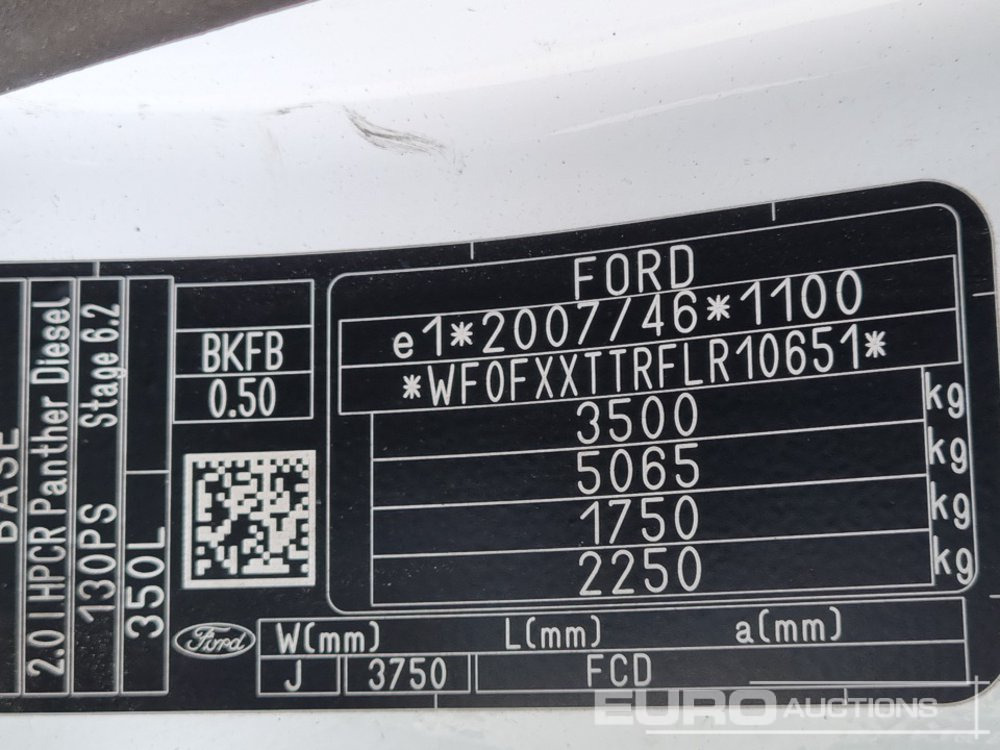 FORD
e1*2007/46*1100
*WF0FXXTTRFLR10651*
3500 kg
5065 kg
1750 kg
2250 kg
BKFB
0.50
BASE
2.0 l HPCR Panther Diesel
Stage 6.2
130PS
350L
Ford
W(mm) L(mm) a(mm)
J 3750 FCD
EURO AUCTIONS